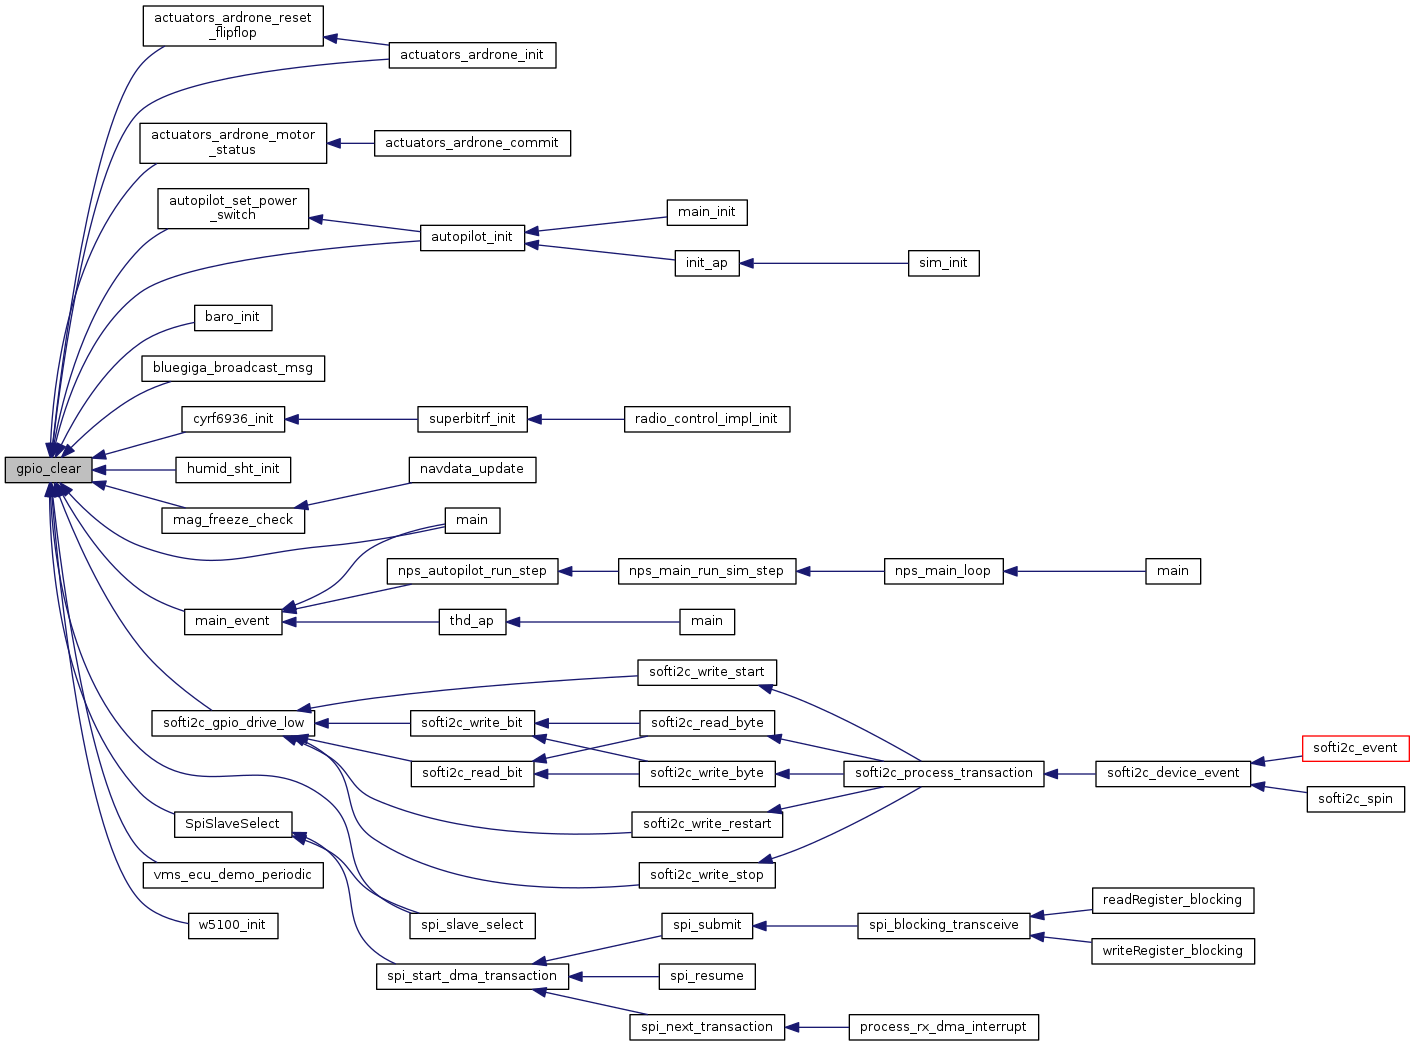 actuators_ardrone_reset
_flipflop
actuators_ardrone_init
actuators_ardrone_motor
_status
actuators_ardrone_commit
autopilot_set_power
_switch
autopilot_init
main_init
init_ap
sim_init
baro_init
bluegiga_broadcast_msg
cyrf6936_init
superbitrf_init
radio_control_impl_init
gpio_clear
humid_sht_init
navdata_update
mag_freeze_check
main
nps_autopilot_run_step
nps_main_run_sim_step
nps_main_loop
main
main_event
thd_ap
main
softi2c_write_start
softi2c_gpio_drive_low
softi2c_write_bit
softi2c_read_byte
softi2c_event
softi2c_read_bit
softi2c_write_byte
softi2c_process_transaction
softi2c_device_event
softi2c_spin
SpiSlaveSelect
softi2c_write_restart
vms_ecu_demo_periodic
softi2c_write_stop
readRegister_blocking
w5100_init
spi_slave_select
spi_submit
spi_blocking_transceive
writeRegister_blocking
spi_start_dma_transaction
spi_resume
spi_next_transaction
process_rx_dma_interrupt